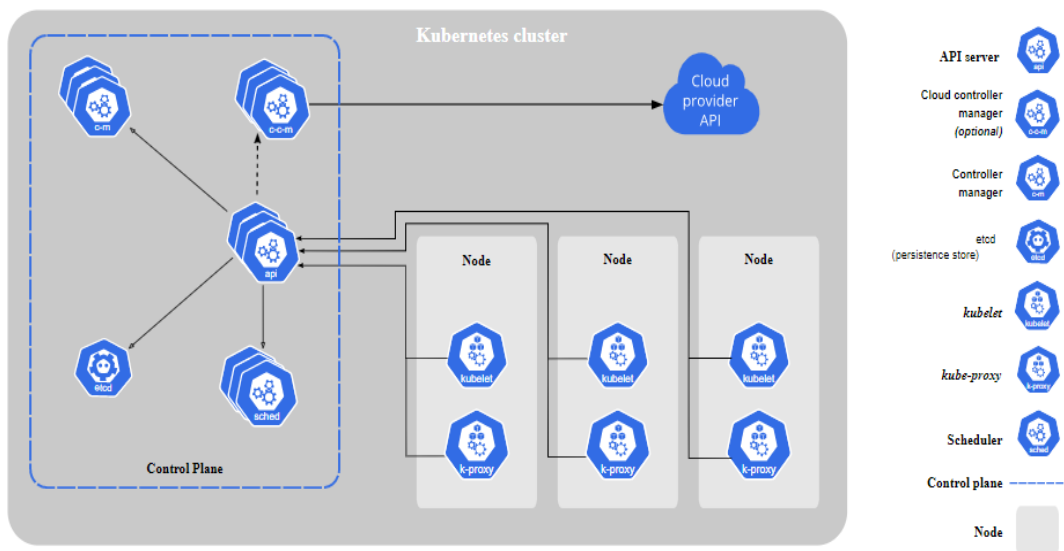 Kubernetes cluster
c-m
c-c-m
Cloud
provider
API
api
etcd
sched
Control Plane
Node
kubelet
k-proxy
Node
kubelet
k-proxy
Node
kubelet
k-proxy
API server
api
Cloud controller
manager
(optional)
c-c-m
Controller
manager
c-m
etcd
(persistence store)
etcd
kubelet
kubelet
kube-proxy
k-proxy
Scheduler
sched
Control plane
Node